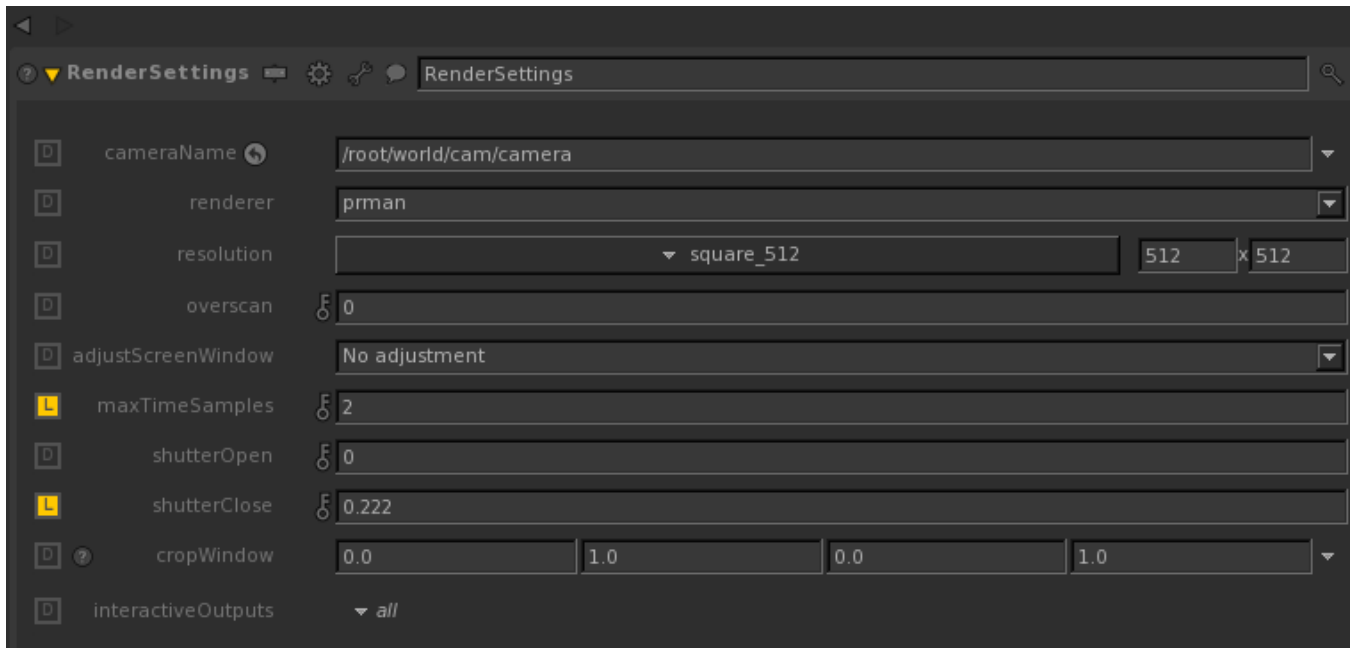 RenderSettings RenderSettings
D cameraName /root/world/cam/camera
D renderer prman
D resolution square_512 512 x 512
D overscan 0
D adjustScreenWindow No adjustment
L maxTimeSamples 2
D shutterOpen 0
L shutterClose 0.222
D ? cropWindow 0.0 1.0 0.0 1.0
D interactiveOutputs all